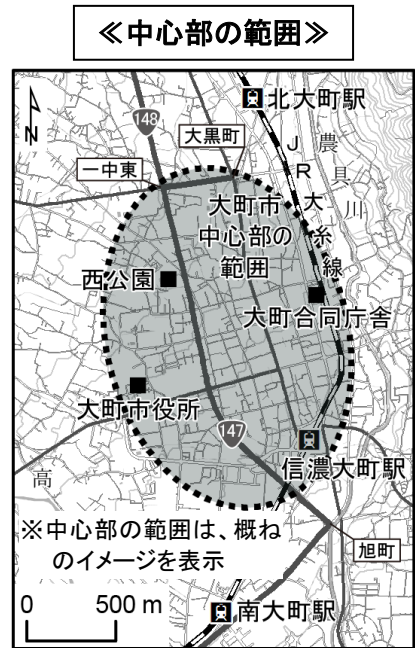 ≪中心部の範囲≫
148
北大町駅
大黒町
一中東
JR大糸線
農具川
大町市
中心部の
範囲
西公園
大町合同庁舎
大町市役所
147
信濃大町駅
高
※中心部の範囲は、概ね
のイメージを表示
旭町
0 500 m
南大町駅